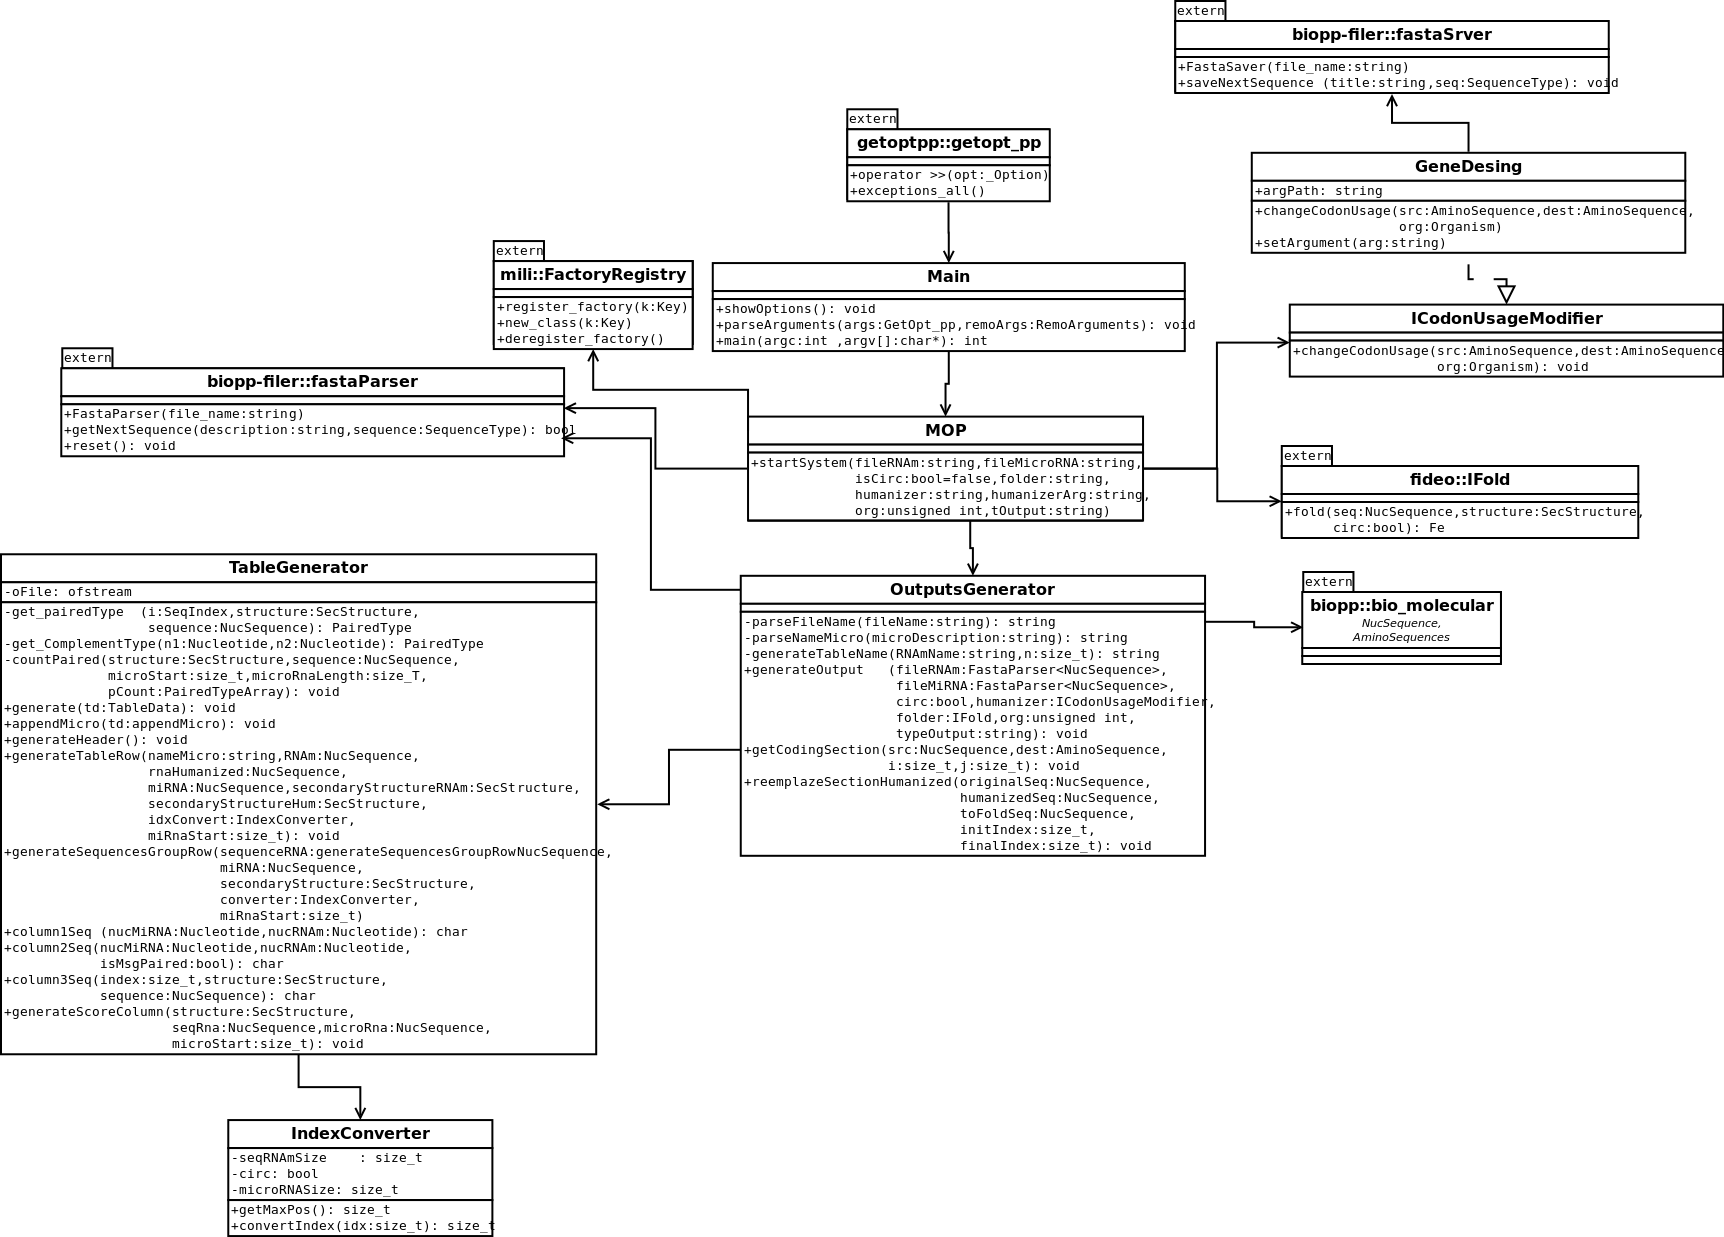 extern
biopp-filer::fastaSrver
+FastaSaver(file_name:string)
+saveNextSequence (title:string,seq:SequenceType): void
extern
getoptpp::getopt_pp
+operator >>(opt:_Option)
+exceptions_all()
GeneDesing
+argPath: string
+changeCodonUsage(src:AminoSequence,dest:AminoSequence,
org:Organism)
+setArgument(arg:string)
extern
mili::FactoryRegistry
+register_factory(k:Key)
+new_class(k:Key)
+deregister_factory()
Main
+showOptions(): void
+parseArguments(args:GetOpt_pp,remoArgs:RemoArguments): void
+main(argc:int ,argv[]:char*): int
ICodonUsageModifier
+changeCodonUsage(src:AminoSequence,dest:AminoSequence
org:Organism): void
extern
biopp-filer::fastaParser
+FastaParser(file_name:string)
+getNextSequence(description:string,sequence:SequenceType): bool
+reset(): void
MOP
+startSystem(fileRNAm:string,fileMicroRNA:string,
isCirc:bool=false,folder:string,
humanizer:string,humanizerArg:string,
org:unsigned int,tOutput:string)
extern
fideo::IFold
+fold(seq:NucSequence,structure:SecStructure,
circ:bool): Fe
TableGenerator
-oFile: ofstream
-get_pairedType  (i:SeqIndex,structure:SecStructure,
sequence:NucSequence): PairedType
-get_ComplementType(n1:Nucleotide,n2:Nucleotide): PairedType
-countPaired(structure:SecStructure,sequence:NucSequence,
microStart:size_t,microRnaLength:size_T,
pCount:PairedTypeArray): void
+generate(td:TableData): void
+appendMicro(td:appendMicro): void
+generateHeader(): void
+generateTableRow(nameMicro:string,RNAm:NucSequence,
rnaHumanized:NucSequence,
miRNA:NucSequence,secondaryStructureRNAm:SecStructure,
secondaryStructureHum:SecStructure,
idxConvert:IndexConverter,
miRnaStart:size_t): void
+generateSequencesGroupRow(sequenceRNA:generateSequencesGroupRowNucSequence,
miRNA:NucSequence,
secondaryStructure:SecStructure,
converter:IndexConverter,
miRnaStart:size_t)
+column1Seq (nucMiRNA:Nucleotide,nucRNAm:Nucleotide): char
+column2Seq(nucMiRNA:Nucleotide,nucRNAm:Nucleotide,
isMsgPaired:bool): char
+column3Seq(index:size_t,structure:SecStructure,
sequence:NucSequence): char
+generateScoreColumn(structure:SecStructure,
seqRna:NucSequence,microRna:NucSequence,
microStart:size_t): void
OutputsGenerator
-parseFileName(fileName:string): string
-parseNameMicro(microDescription:string): string
-generateTableName(RNAmName:string,n:size_t): string
+generateOutput   (fileRNAm:FastaParser<NucSequence>,
fileMiRNA:FastaParser<NucSequence>,
circ:bool,humanizer:ICodonUsageModifier,
folder:IFold,org:unsigned int,
typeOutput:string): void
+getCodingSection(src:NucSequence,dest:AminoSequence,
i:size_t,j:size_t): void
+reemplazeSectionHumanized(originalSeq:NucSequence,
humanizedSeq:NucSequence,
toFoldSeq:NucSequence,
initIndex:size_t,
finalIndex:size_t): void
extern
biopp::bio_molecular
NucSequence,
AminoSequences
IndexConverter
-seqRNAmSize    : size_t
-circ: bool
-microRNASize: size_t
+getMaxPos(): size_t
+convertIndex(idx:size_t): size_t